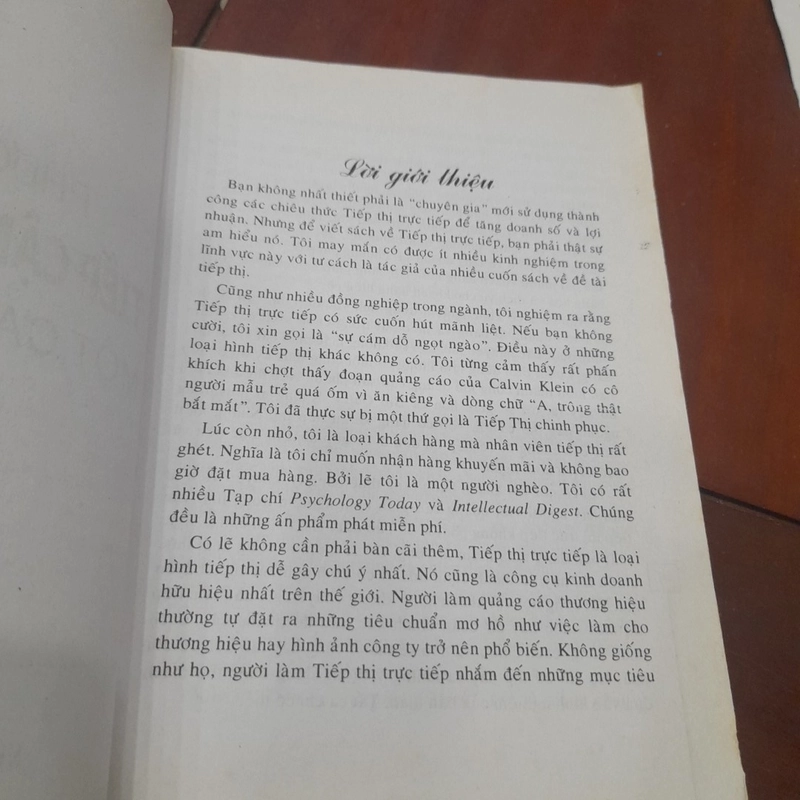 Lời giới thiệu
Bạn không nhất thiết phải là “chuyên gia” mới sử dụng thành
công các chiêu thức Tiếp thị trực tiếp để tăng doanh số và lợi
nhuận. Nhưng để viết sách về Tiếp thị trực tiếp, bạn phải thật sự
am hiểu nó. Tôi may mắn có được ít nhiều kinh nghiệm trong
lĩnh vực này với tư cách là tác giả của nhiều cuốn sách về đề tài
tiếp thị.
Cũng như nhiều đồng nghiệp trong ngành, tôi nghiệm ra rằng
Tiếp thị trực tiếp có sức cuốn hút mãnh liệt. Nếu bạn không
cười, tôi xin gọi là “sự cám dỗ ngọt ngào”. Điều này ở những
loại hình tiếp thị khác không có. Tôi từng cảm thấy rất phấn
khích khi chợt thấy đoạn quảng cáo của Calvin Klein có cô
người mẫu trẻ quá ốm vì ăn kiêng và dòng chữ “A, trông thật
bắt mắt”. Tôi đã thực sự bị một thứ gọi là Tiếp Thị chinh phục.
Lúc còn nhỏ, tôi là loại khách hàng mà nhân viên tiếp thị rất
ghét. Nghĩa là tôi chỉ muốn nhận hàng khuyến mãi và không bao
giờ đặt mua hàng. Bởi lẽ tôi là một người nghèo. Tôi có rất
nhiều Tạp chí Psychology Today và Intellectual Digest. Chúng
đều là những ấn phẩm phát miễn phí.
Có lẽ không cần phải bàn cãi thêm, Tiếp thị trực tiếp là loại
hình tiếp thị dễ gây chú ý nhất. Nó cũng là công cụ kinh doanh
hữu hiệu nhất trên thế giới. Người làm quảng cáo thương hiệu
thường tự đặt ra những tiêu chuẩn mơ hồ như việc làm cho
thương hiệu hay hình ảnh công ty trở nên phổ biến. Không giống
như họ, người làm Tiếp thị trực tiếp nhắm đến những mục tiêu